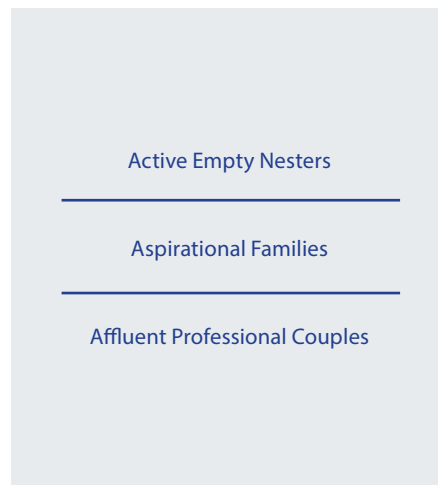 Active Empty Nesters
Aspirational Families
Affluent Professional Couples